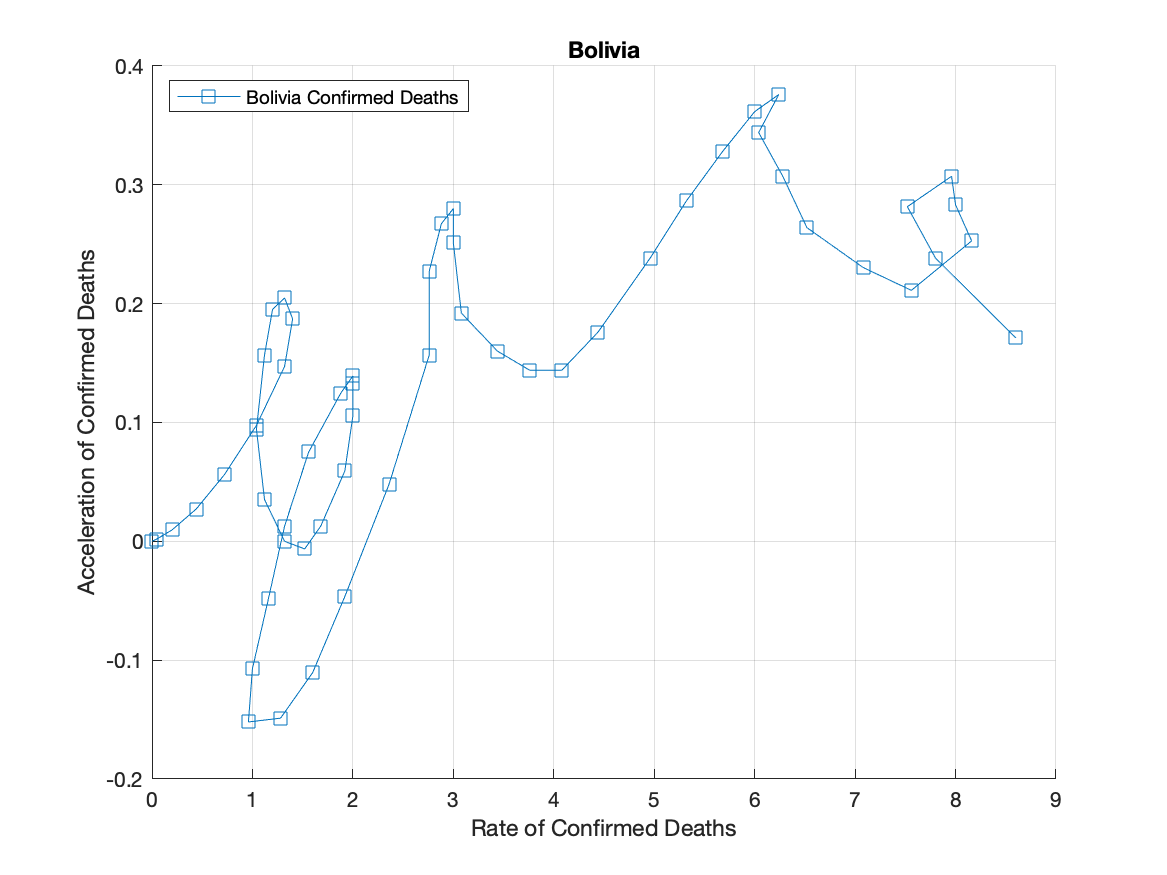 Bolivia
0.4
Bolivia Confirmed Deaths
0.3
0.2
0.1
0
-0.1
-0.2
Acceleration of Confirmed Deaths
0 1 2 3 4 5 6 7 8 9
Rate of Confirmed Deaths